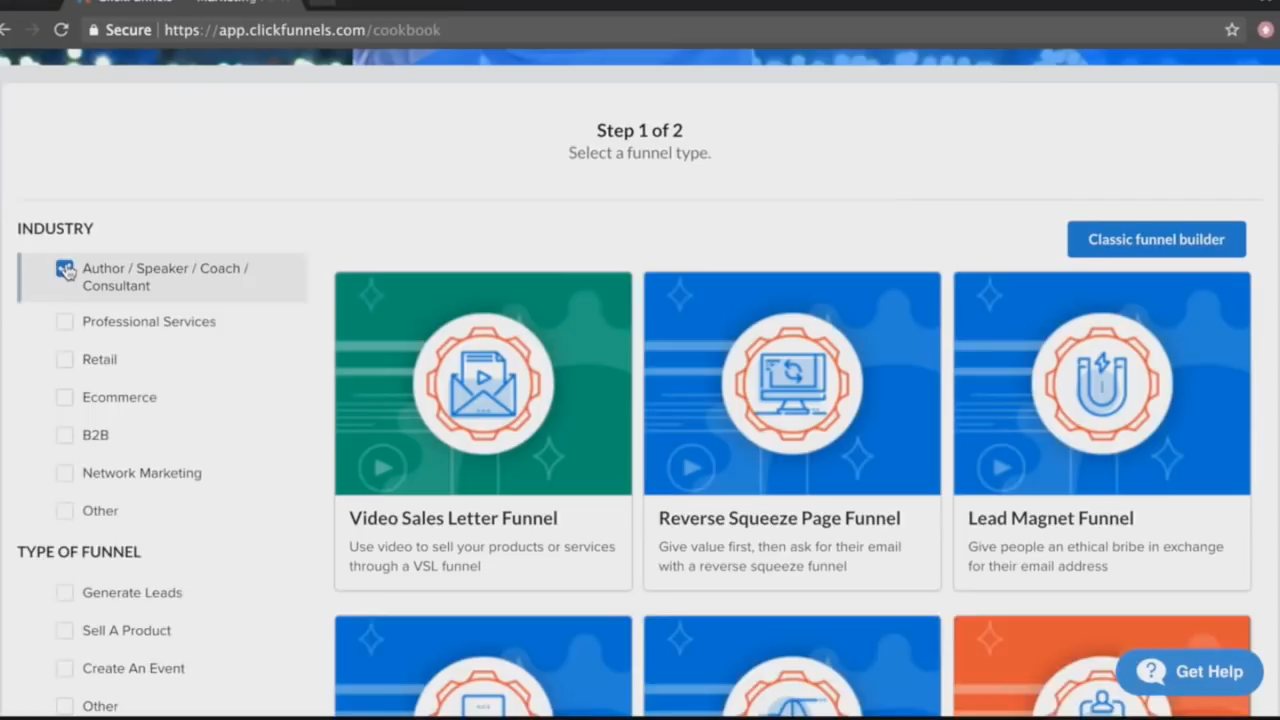 Secure
https://app.clickfunnels.com/cookbook
Step 1 of 2
Select a funnel type.
INDUSTRY
Classic funnel builder
Author / Speaker / Coach /
Consultant
Professional Services
Retail
Ecommerce
B2B
Network Marketing
Other
TYPE OF FUNNEL
Generate Leads
Sell A Product
Create An Event
Other
Video Sales Letter Funnel
Use video to sell your products or services
through a VSL funnel
Reverse Squeeze Page Funnel
Give value first, then ask for their email
with a reverse squeeze funnel
Lead Magnet Funnel
Give people an ethical bribe in exchange
for their email address
Get Help